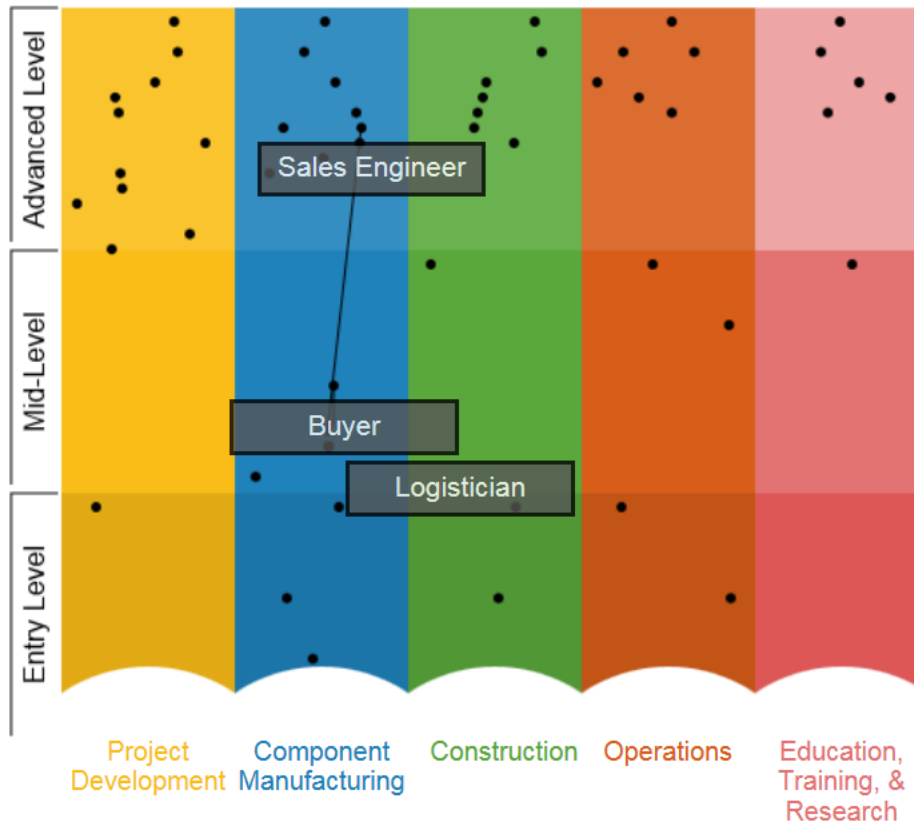 Advanced Level
Sales Engineer
Mid-Level
Buyer
Logistician
Entry Level
Project
Development
Component
Manufacturing
Construction
Operations
Education,
Training, &
Research